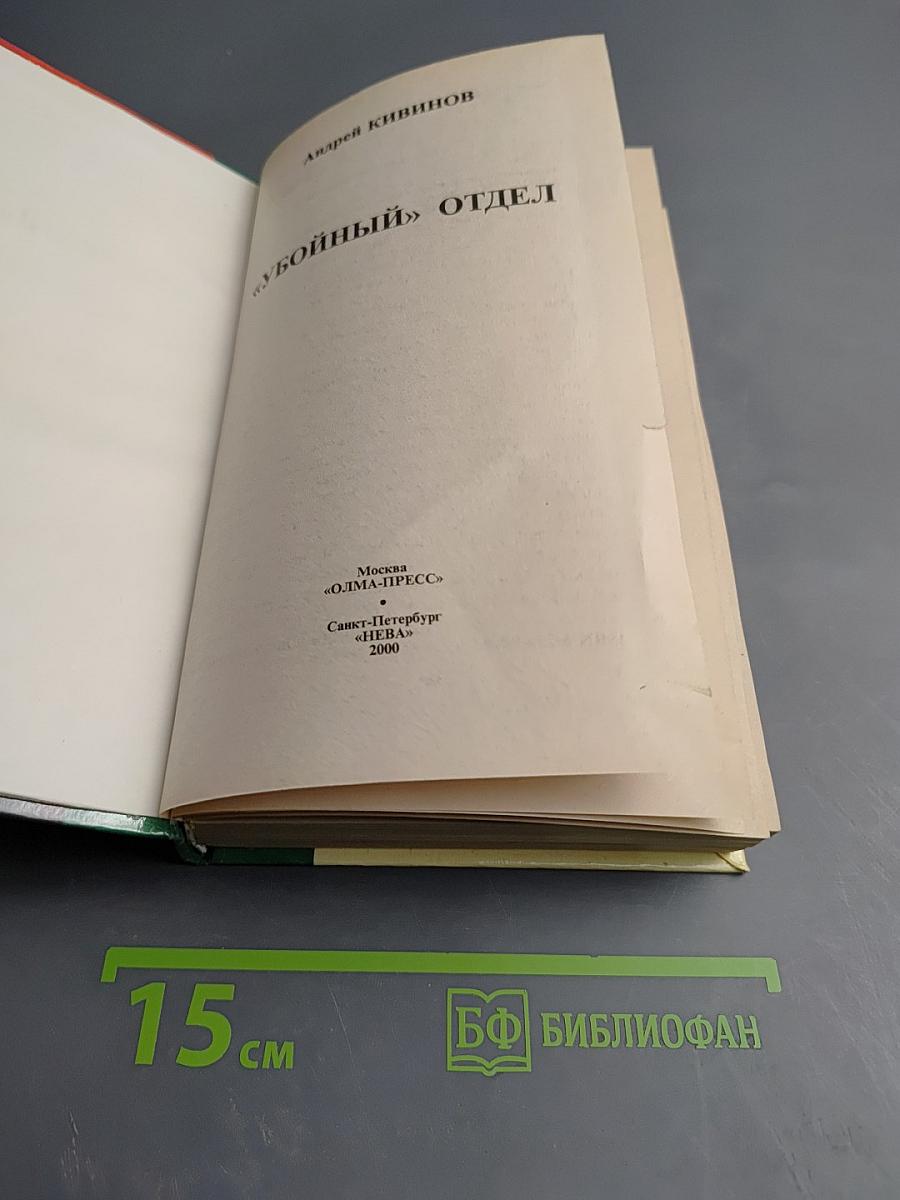 Андрей КИВИНОВ
«УБОЙНЫЙ» ОТДЕЛ
Москва
«ОЛМА-ПРЕСС»
•
Санкт-Петербург
«НЕВА»
2000
15 см
БФ БИБЛИОФАН